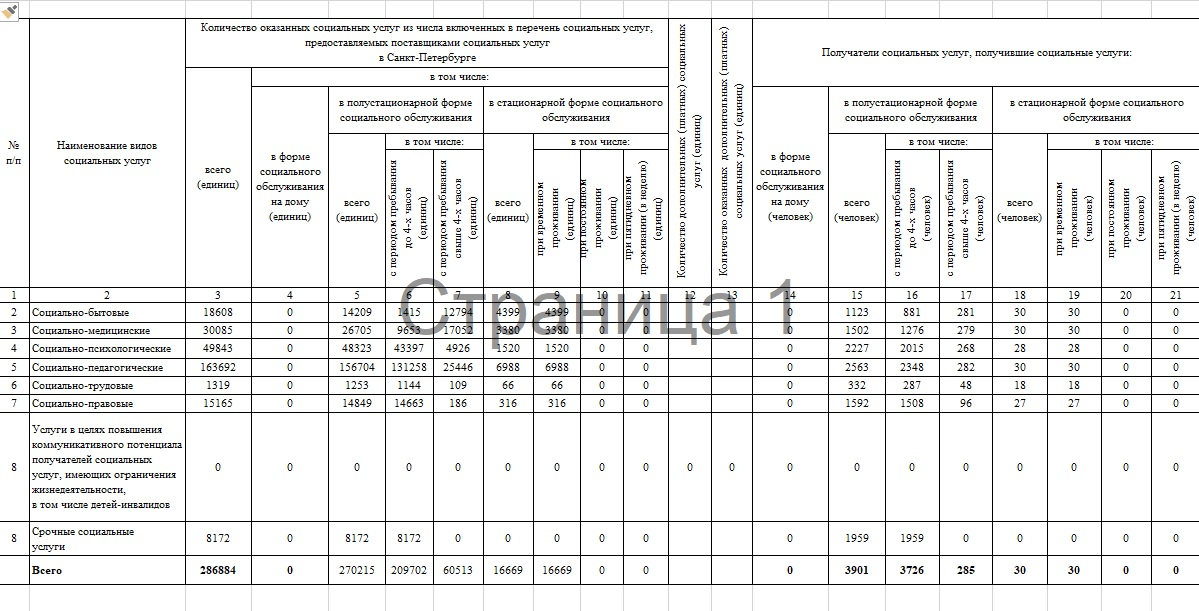 Количество оказанных социальных услуг из числа включенных в перечень социальных услуг,
предоставляемых поставщиками социальных услуг
в Санкт-Петербурге
Получатели социальных услуг, получившие социальные услуги:
№
п/п
Наименование видов
социальных услуг
всего
(единиц)
в том числе:
в форме
социального
обслуживания
на дому
(единиц)
в полустационарной форме
социального обслуживания
в стационарной форме социального
обслуживания
всего
(единиц)
в том числе:
с периодом пребывания
до 4-х часов
(единиц)
с периодом пребывания
свыше 4-х часов
(единиц)
всего
(единиц)
в том числе:
при временном
проживании
(единиц)
при постоянном
проживании
(единиц)
при пятидневном
проживании (в неделю)
(единиц)
Количество дополнительных (платных) социальных
услуг (единиц)
Количество оказанных дополнительных (платных)
социальных услуг (единиц)
в форме
социального
обслуживания
на дому
(человек)
в полустационарной форме
социального обслуживания
в стационарной форме социального
обслуживания
всего
(человек)
в том числе:
с периодом пребывания
до 4-х часов
(человек)
с периодом пребывания
свыше 4-х часов
(человек)
всего
(человек)
в том числе:
при временном
проживании
(человек)
при постоянном
проживании
(человек)
при пятидневном
проживании (в неделю)
(человек)
1 2 3 4 5 6 7 8 9 10 11 12 13 14 15 16 17 18 19 20 21
2 Социально-бытовые 18608 0 14209 1415 12794 4399 4399 0 0 0 1123 881 281 30 30 0 0
3 Социально-медицинские 30085 0 26705 9653 17052 3380 3380 0 0 0 1502 1276 279 30 30 0 0
4 Социально-психологические 49843 0 48323 43397 4926 1520 1520 0 0 0 2227 2015 268 28 28 0 0
5 Социально-педагогические 163692 0 156704 131258 25446 6988 6988 0 0 0 2563 2348 282 30 30 0 0
6 Социально-трудовые 1319 0 1253 1144 109 66 66 0 0 0 332 287 48 18 18 0 0
7 Социально-правовые 15165 0 14849 14663 186 316 316 0 0 0 1592 1508 96 27 27 0 0
Услуги в целях повышения
коммуникативного потенциала
получателей социальных
8 услуг, имеющих ограничения 0 0 0 0 0 0 0 0 0 0 0 0 0 0 0 0 0 0 0
жизнедеятельности,
в том числе детей-инвалидов
8 Срочные социальные
услуги 8172 0 8172 8172 0 0 0 0 0 0 1959 1959 0 0 0 0 0
Всего 286884 0 270215 209702 60513 16669 16669 0 0 0 3901 3726 285 30 30 0 0
Страница 1